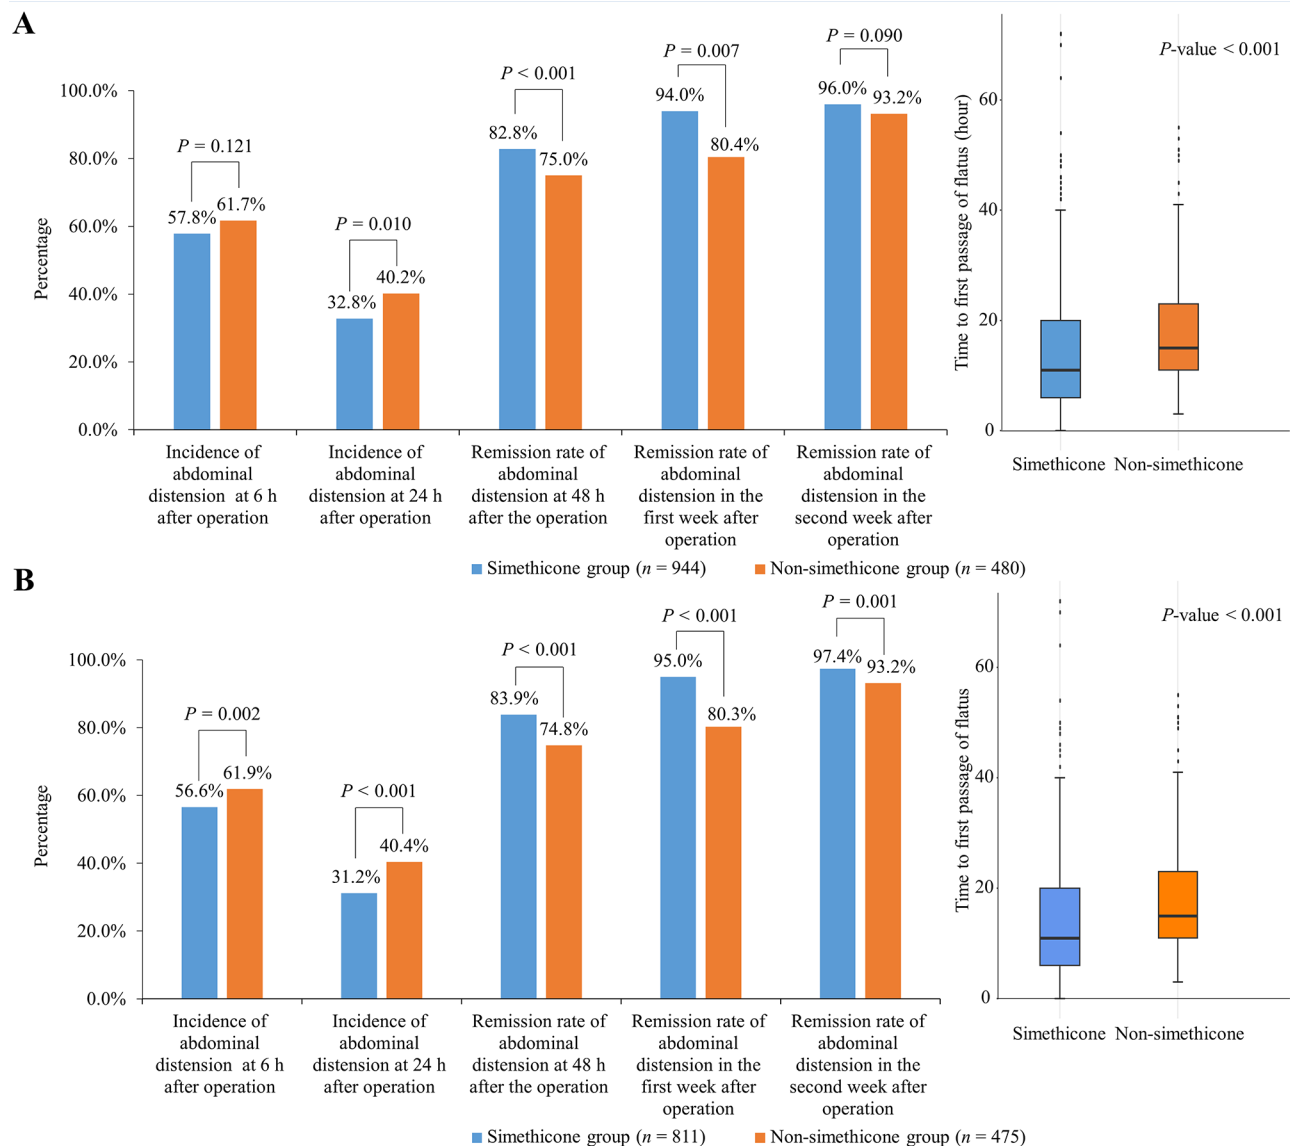 A
P = 0.121
P = 0.010
P < 0.001
P = 0.007
P = 0.090
P-value < 0.001
Percentage
100.0%
80.0%
60.0%
40.0%
20.0%
0.0%
57.8%
61.7%
32.8%
40.2%
82.8%
75.0%
94.0%
80.4%
96.0%
93.2%
Incidence of
abdominal
distension at 6 h
after operation
Incidence of
abdominal
distension at 24 h
after operation
Remission rate of
abdominal
distension at 48 h
after the operation
Remission rate of
abdominal
distension in the
first week after
operation
Remission rate of
abdominal
distension in the
second week after
operation
Simethicone group (n = 944)
Non-simethicone group (n = 480)
Time to first passage of flatus (hour)
60
40
20
0
Simethicone
Non-simethicone
B
P = 0.002
P < 0.001
P < 0.001
P < 0.001
P = 0.001
P-value < 0.001
Percentage
100.0%
80.0%
60.0%
40.0%
20.0%
0.0%
56.6%
61.9%
31.2%
40.4%
83.9%
74.8%
95.0%
80.3%
97.4%
93.2%
Incidence of
abdominal
distension at 6 h
after operation
Incidence of
abdominal
distension at 24 h
after operation
Remission rate of
abdominal
distension at 48 h
after the operation
Remission rate of
abdominal
distension in the
first week after
operation
Remission rate of
abdominal
distension in the
second week after
operation
Simethicone group (n = 811)
Non-simethicone group (n = 475)
Time to first passage of flatus
60
40
20
0
Simethicone
Non-simethicone